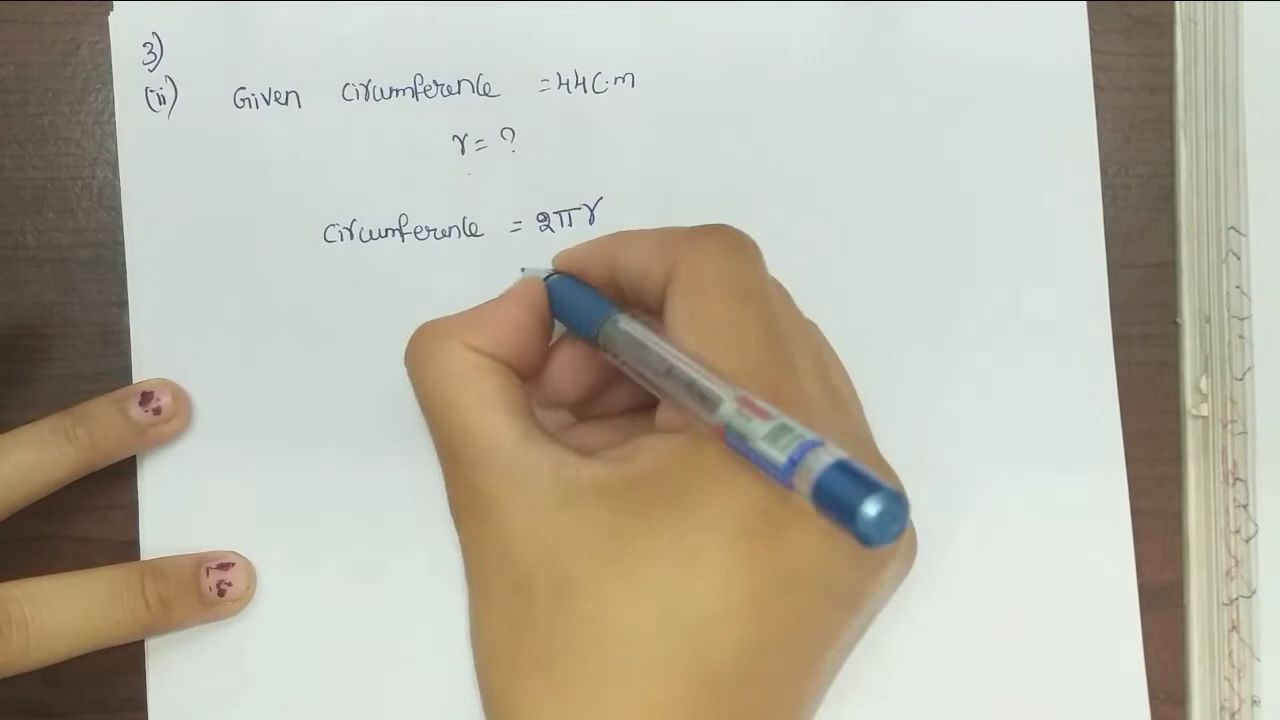 3)
(ii) Given circumference =44C.m
r= ?
circumference = 2πr